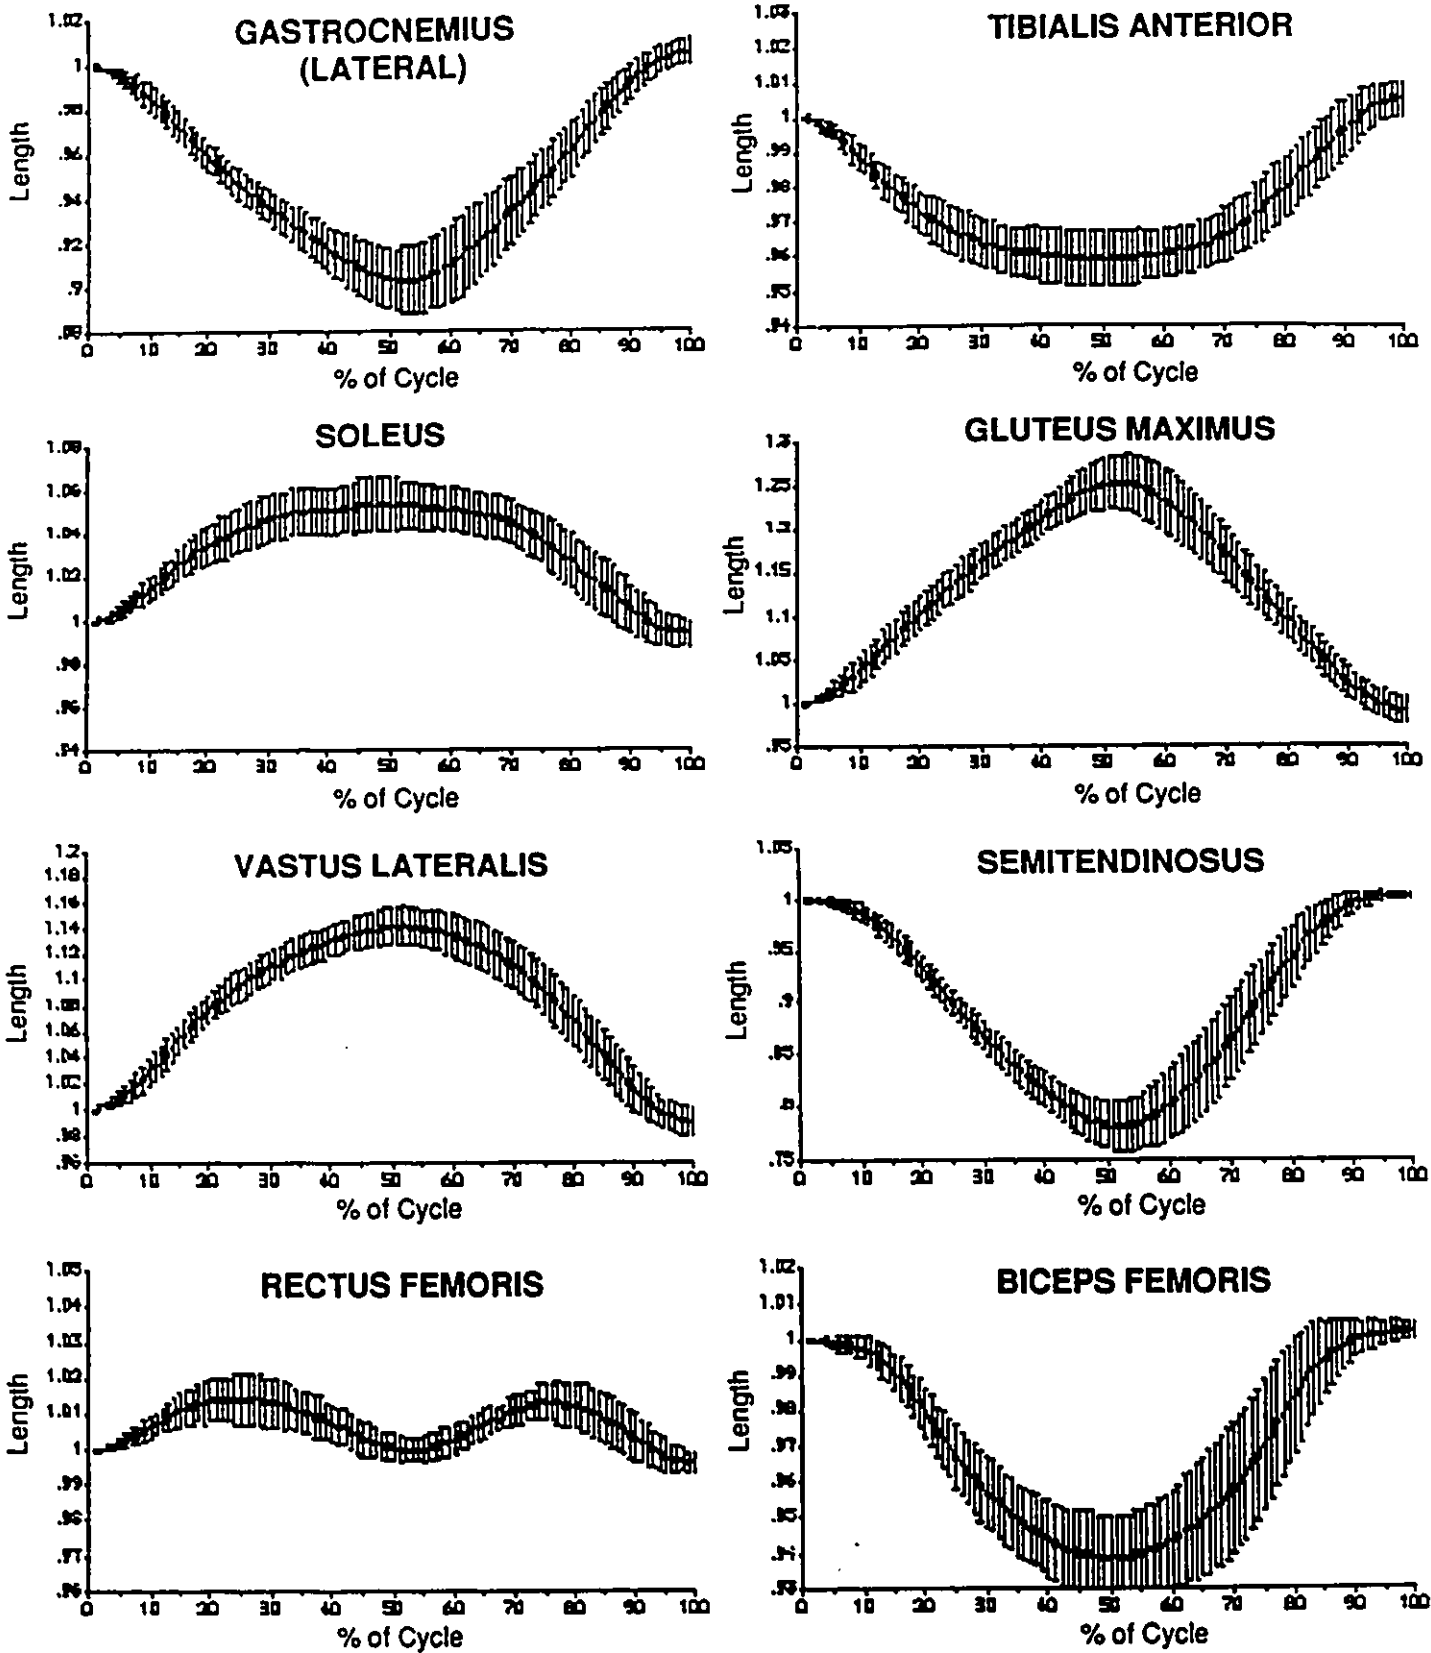 GASTROCNEMIUS
(LATERAL)
1.02
1
.98
.96
.94
.92
.9
.88
Length
0 10 20 30 40 50 60 70 80 90 100
% of Cycle
TIBIALIS ANTERIOR
1.03
1.02
1.01
1
.99
.98
.97
.96
.95
.94
Length
0 10 20 30 40 50 60 70 80 90 100
% of Cycle
SOLEUS
1.08
1.06
1.04
1.02
1
.98
.96
.94
Length
0 10 20 30 40 50 60 70 80 90 100
% of Cycle
GLUTEUS MAXIMUS
1.3
1.25
1.2
1.15
1.1
1.05
1
.95
Length
0 10 20 30 40 50 60 70 80 90 100
% of Cycle
VASTUS LATERALIS
1.2
1.18
1.16
1.14
1.12
1.1
1.08
1.06
1.04
1.02
1
.98
.96
Length
0 10 20 30 40 50 60 70 80 90 100
% of Cycle
SEMITENDINOSUS
1.05
1
.95
.9
.85
.8
.75
Length
0 10 20 30 40 50 60 70 80 90 100
% of Cycle
RECTUS FEMORIS
1.05
1.04
1.03
1.02
1.01
1
.99
.98
.97
.96
Length
0 10 20 30 40 50 60 70 80 90 100
% of Cycle
BICEPS FEMORIS
1.02
1.01
1
.99
.98
.97
.96
.95
.94
.93
Length
0 10 20 30 40 50 60 70 80 90 100
% of Cycle